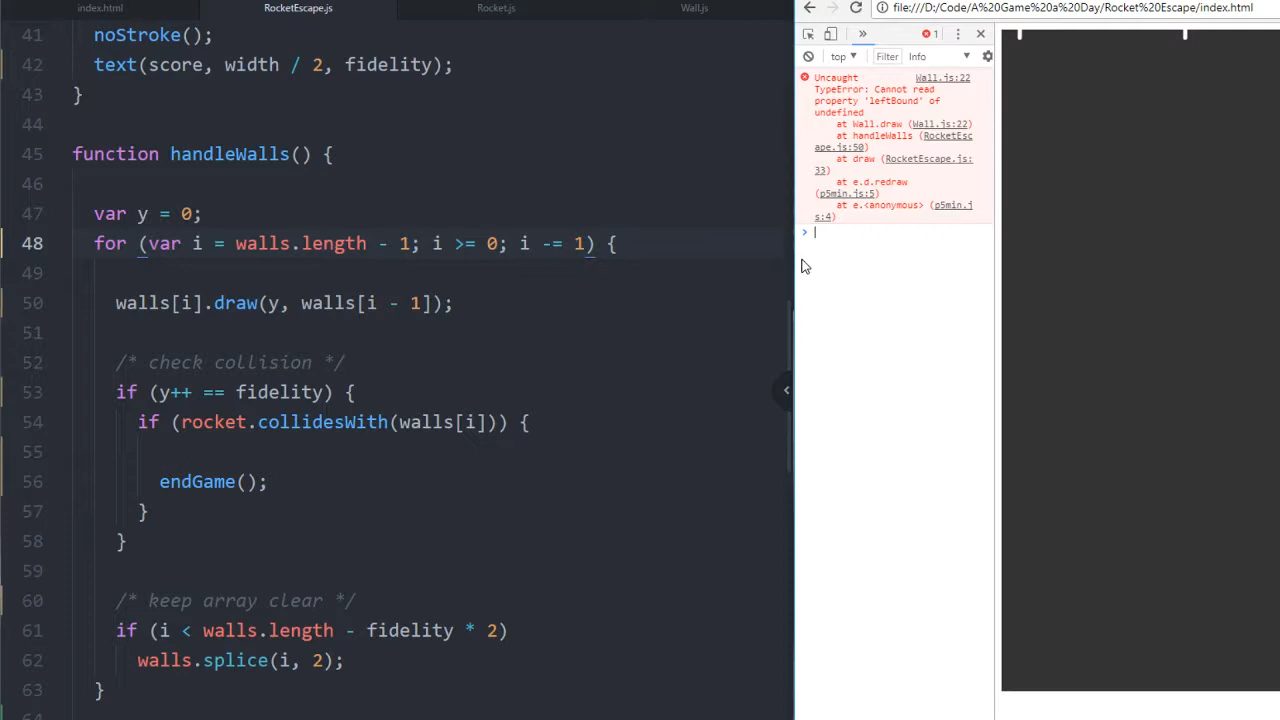 index.html RocketEscape.js Rocket.js Wall.js
file:///D:/Code/A%20Game%20a%20Day/Rocket%20Escape/index.html
41 noStroke();
42 text(score, width / 2, fidelity);
43 }
44
45 function handleWalls() {
46
47 var y = 0;
48 for (var i = walls.length - 1; i >= 0; i -= 1) {
49
50 walls[i].draw(y, walls[i - 1]);
51
52 /* check collision */
53 if (y++ == fidelity) {
54 if (rocket.collidesWith(walls[i])) {
55
56 endGame();
57 }
58 }
59
60 /* keep array clear */
61 if (i < walls.length - fidelity * 2)
62 walls.splice(i, 2);
63 }
» 1
top Filter Info
Uncaught Wall.js:22
TypeError: Cannot read
property 'leftBound' of
undefined
at Wall.draw (Wall.js:22)
at handleWalls (RocketEsc
ape.js:50)
at draw (RocketEscape.js:
33)
at e.d.redraw
(p5min.js:5)
at e.<anonymous> (p5min.j
s:4)
>